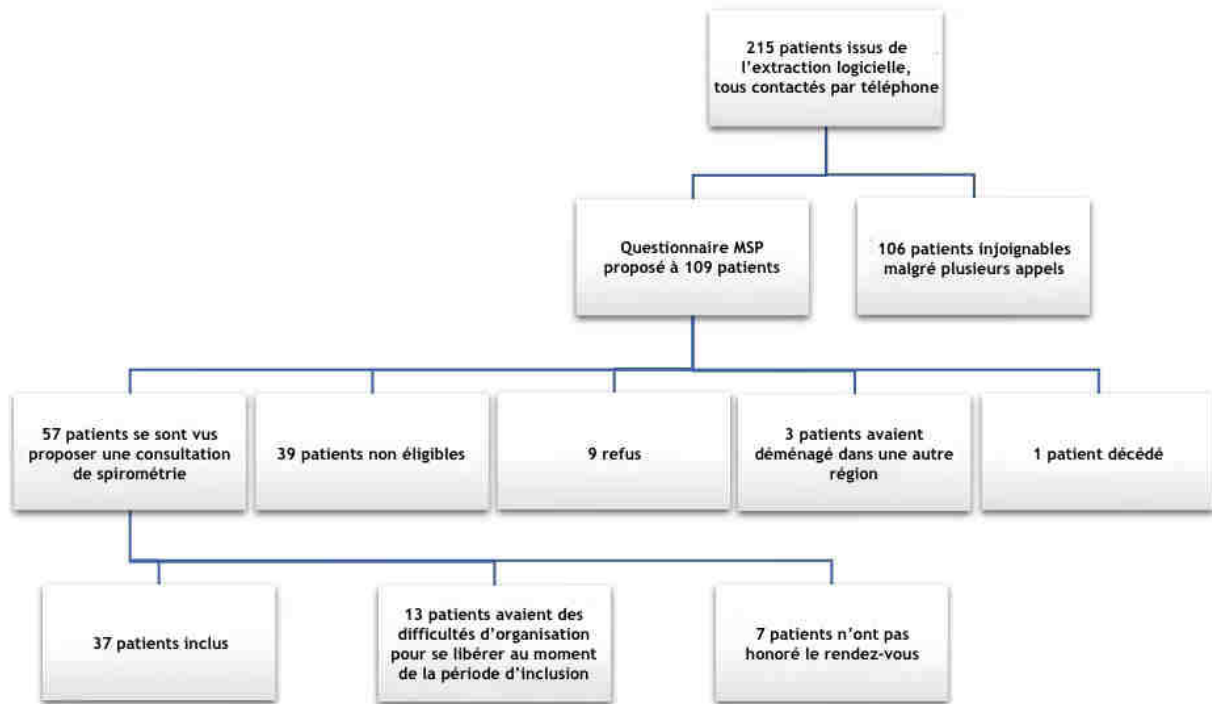 215 patients issus de
l'extraction logicielle,
tous contactés par téléphone
Questionnaire MSP
proposé à 109 patients
106 patients injoignables
malgré plusieurs appels
57 patients se sont vus
proposer une consultation
de spirométrie
39 patients non éligibles
9 refus
3 patients avaient
déménagé dans une autre
région
1 patient décédé
37 patients inclus
13 patients avaient des
difficultés d'organisation
pour se libérer au moment
de la période d'inclusion
7 patients n'ont pas
honoré le rendez-vous